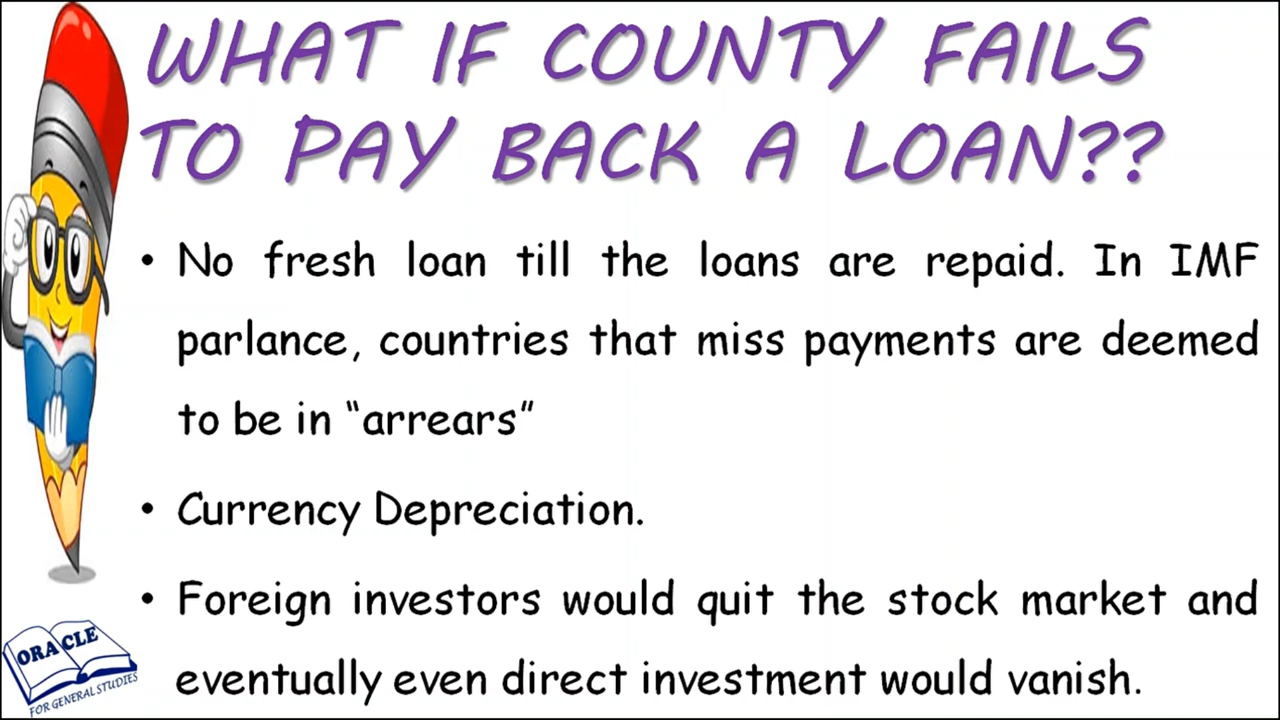 WHAT IF COUNTY FAILS
TO PAY BACK A LOAN??
• No fresh loan till the loans are repaid. In IMF
parlance, countries that miss payments are deemed
to be in “arrears”
• Currency Depreciation.
• Foreign investors would quit the stock market and
eventually even direct investment would vanish.
ORACLE
FOR GENERAL STUDIES